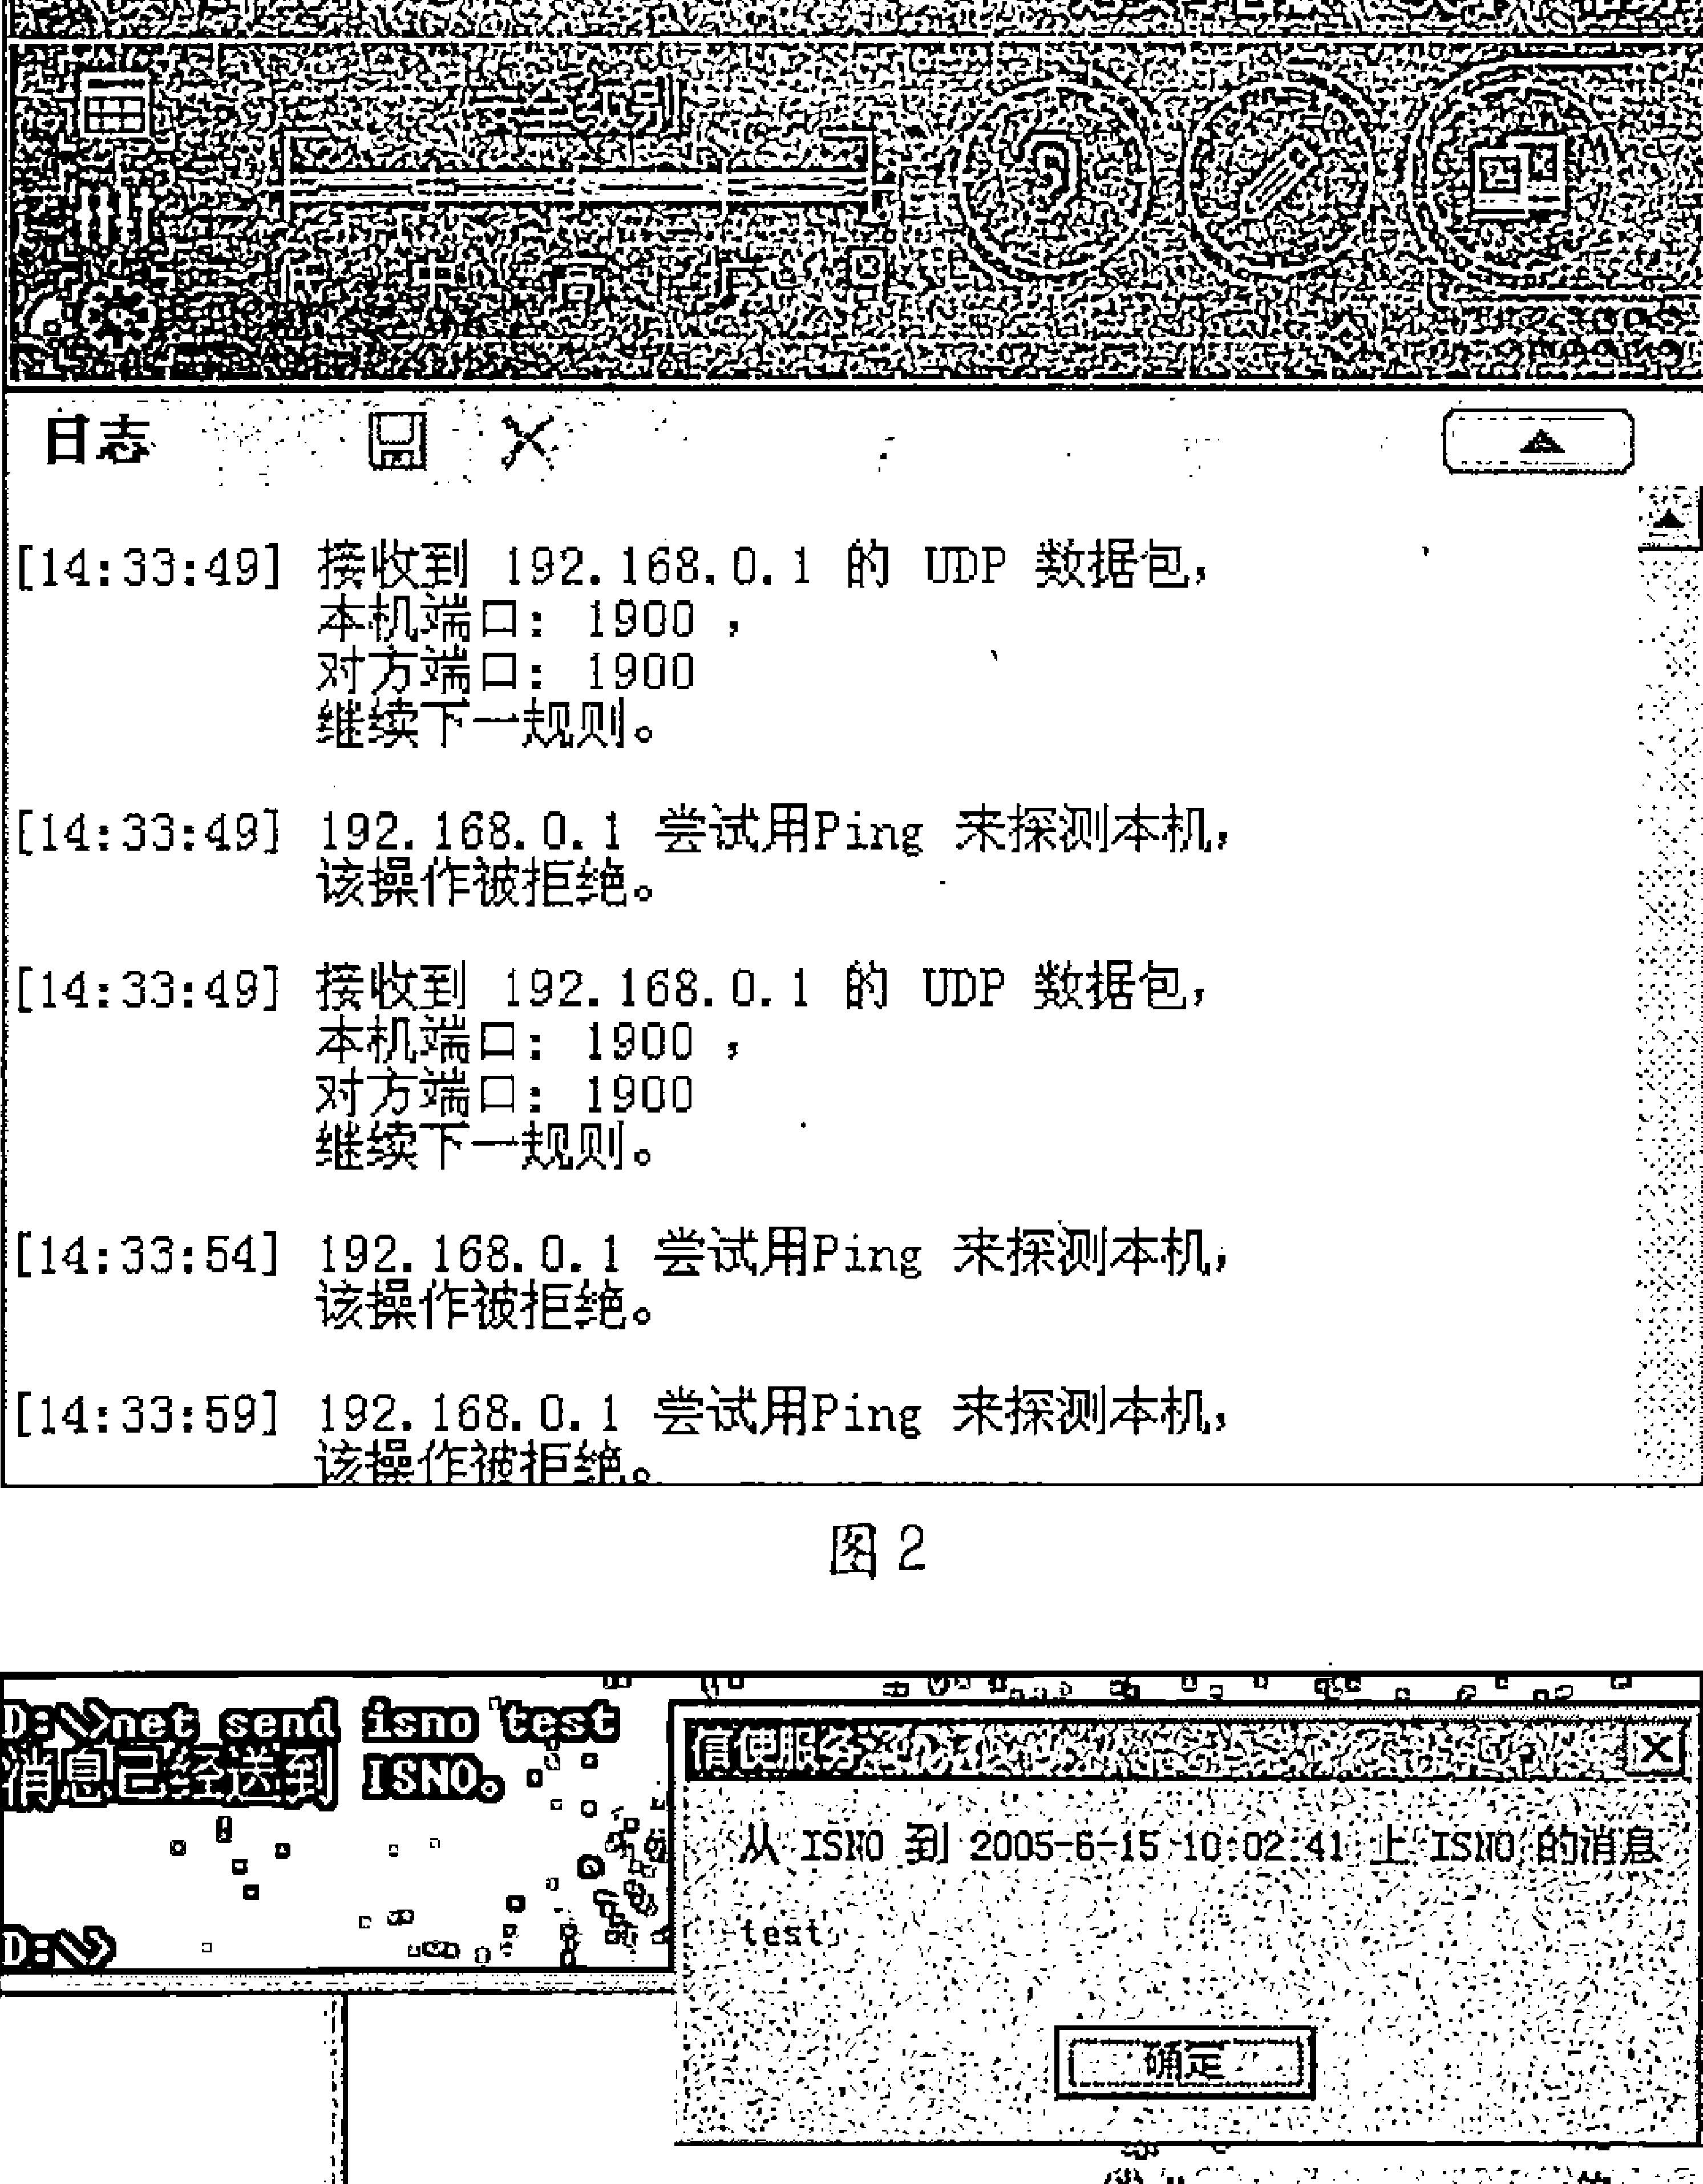 全级别
低 中 高 扩
日志
[14:33:49] 接收到 192.168.0.1 的 UDP 数据包,
本机端口: 1900 ,
对方端口: 1900
继续下一规则。
[14:33:49] 192.168.0.1 尝试用Ping 来探测本机,
该操作被拒绝。
[14:33:49] 接收到 192.168.0.1 的 UDP 数据包,
本机端口: 1900 ,
对方端口: 1900
继续下一规则。
[14:33:54] 192.168.0.1 尝试用Ping 来探测本机,
该操作被拒绝。
[14:33:59] 192.168.0.1 尝试用Ping 来探测本机,
该操作被拒绝。
图 2
D:\>net send isno test
消息已经送到 ISNO。
D:\>
信使服务
从 ISNO 到 2005-6-15 10:02:41 上 ISNO 的消息
test
确定